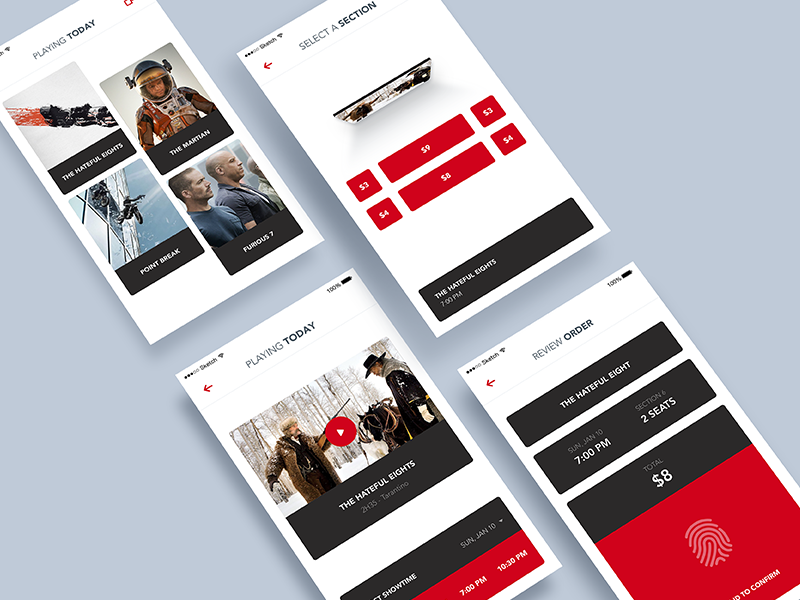 PLAYING TODAY
THE HATEFUL EIGHTS
THE MARTIAN
POINT BREAK
FURIOUS 7
Sketch
SELECT A SECTION
$3
$9
$3
$4
$8
$4
THE HATEFUL EIGHTS
7:00 PM
Sketch
100%
PLAYING TODAY
THE HATEFUL EIGHTS
2H35 - Tarantino
SUN, JAN 10
SHOWTIME
7:00 PM
10:30 PM
Sketch
100%
REVIEW ORDER
THE HATEFUL EIGHT
SUN, JAN 10
7:00 PM
SECTION 6
2 SEATS
TOTAL
$8
TO CONFIRM